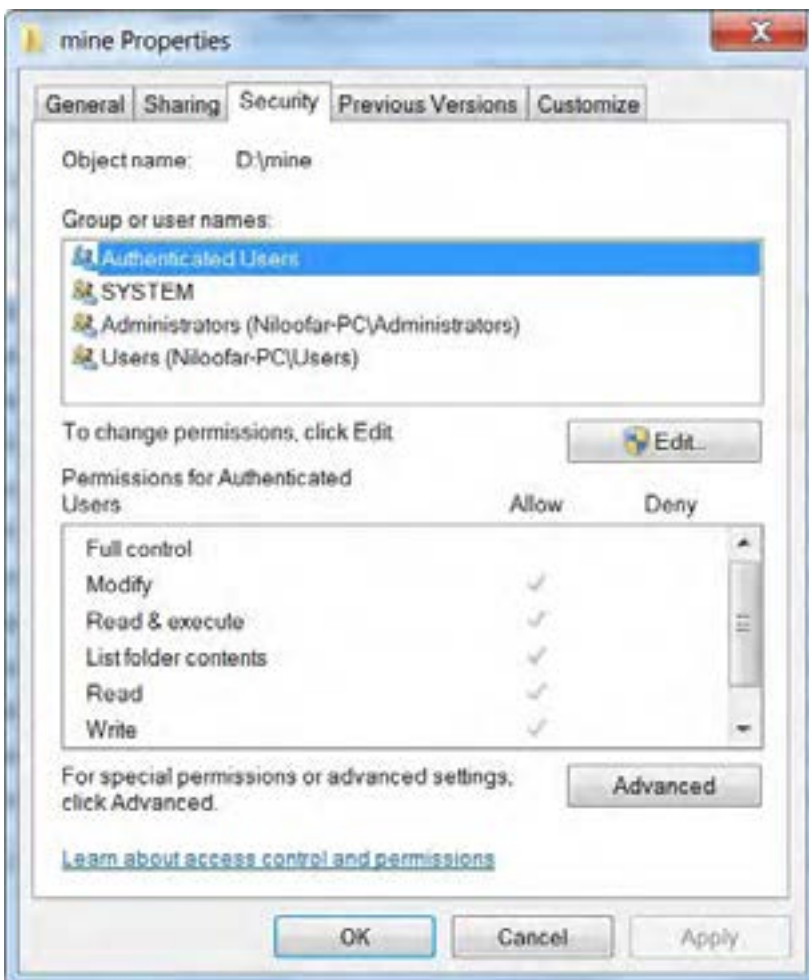 mine Properties
General Sharing Security Previous Versions Customize
Object name: D:\mine
Group or user names:
Authenticated Users
SYSTEM
Administrators (Niloofar-PC\Administrators)
Users (Niloofar-PC\Users)
To change permissions, click Edit
Edit...
Permissions for Authenticated
Users Allow Deny
Full control
Modify
Read & execute
List folder contents
Read
Write
For special permissions or advanced settings,
click Advanced.
Advanced
Learn about access control and permissions
OK Cancel Apply